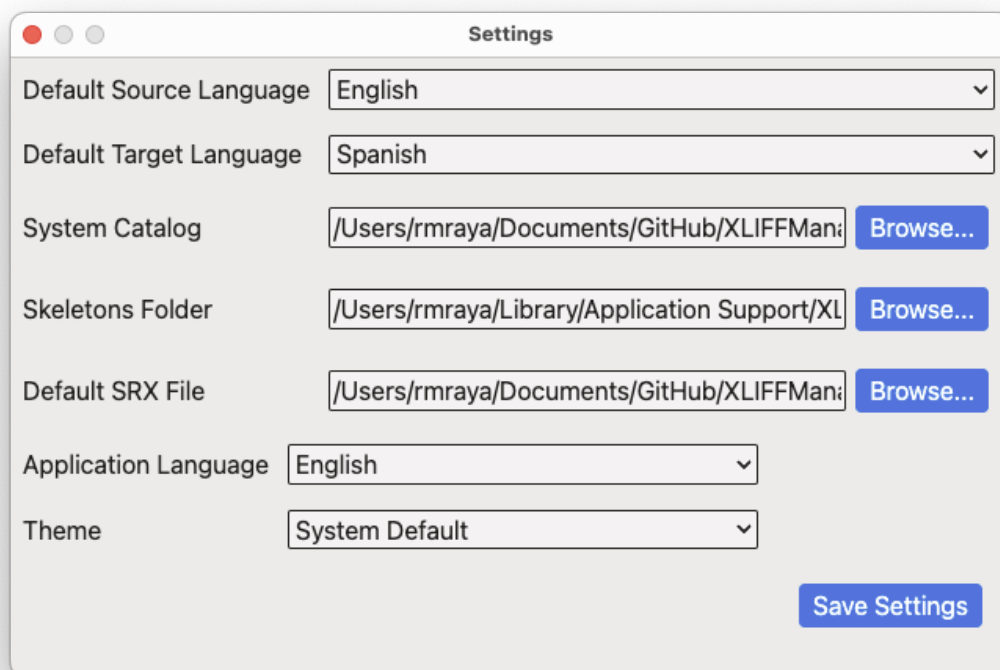 Settings
Default Source Language English
Default Target Language Spanish
System Catalog /Users/rmraya/Documents/GitHub/XLIFFMana Browse...
Skeletons Folder /Users/rmraya/Library/Application Support/XL Browse...
Default SRX File /Users/rmraya/Documents/GitHub/XLIFFMana Browse...
Application Language English
Theme System Default
Save Settings